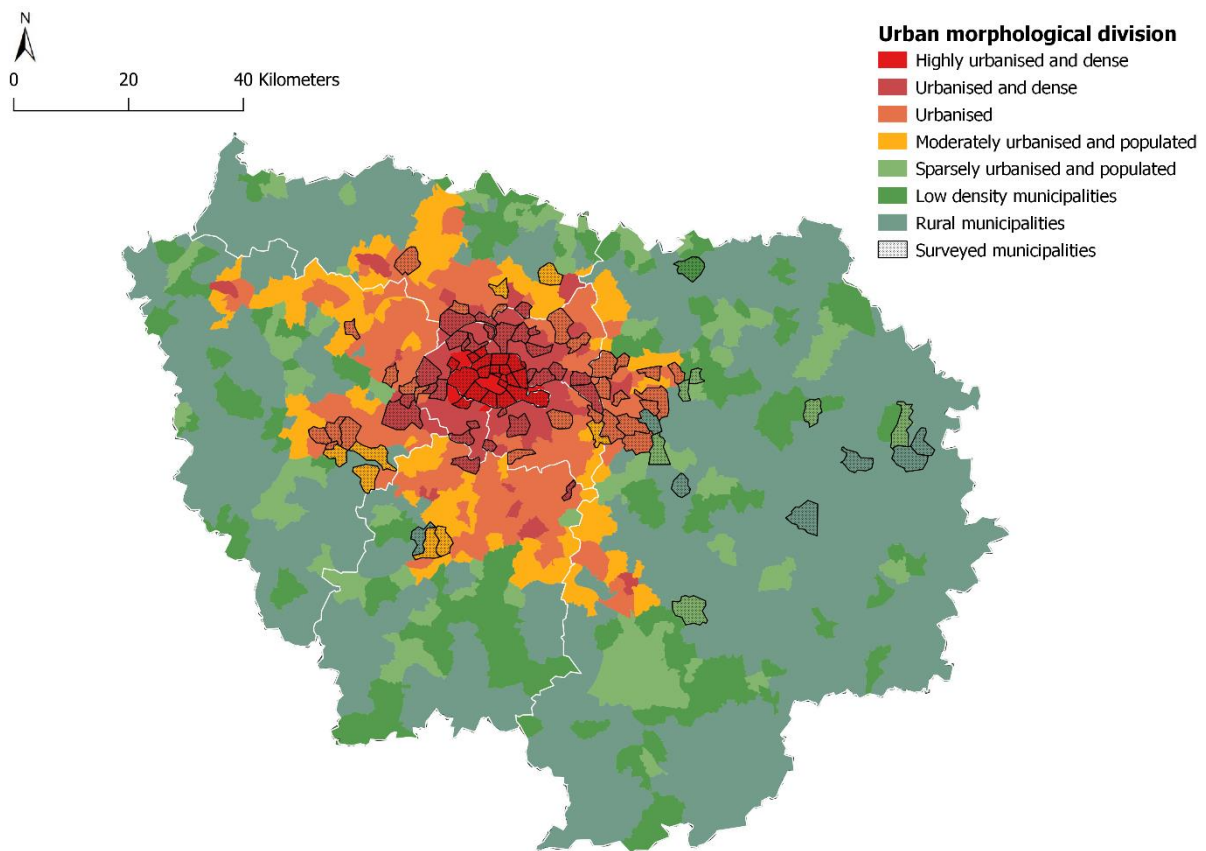 N
0 20 40 Kilometers
Urban morphological division
Highly urbanised and dense
Urbanised and dense
Urbanised
Moderately urbanised and populated
Sparsely urbanised and populated
Low density municipalities
Rural municipalities
Surveyed municipalities